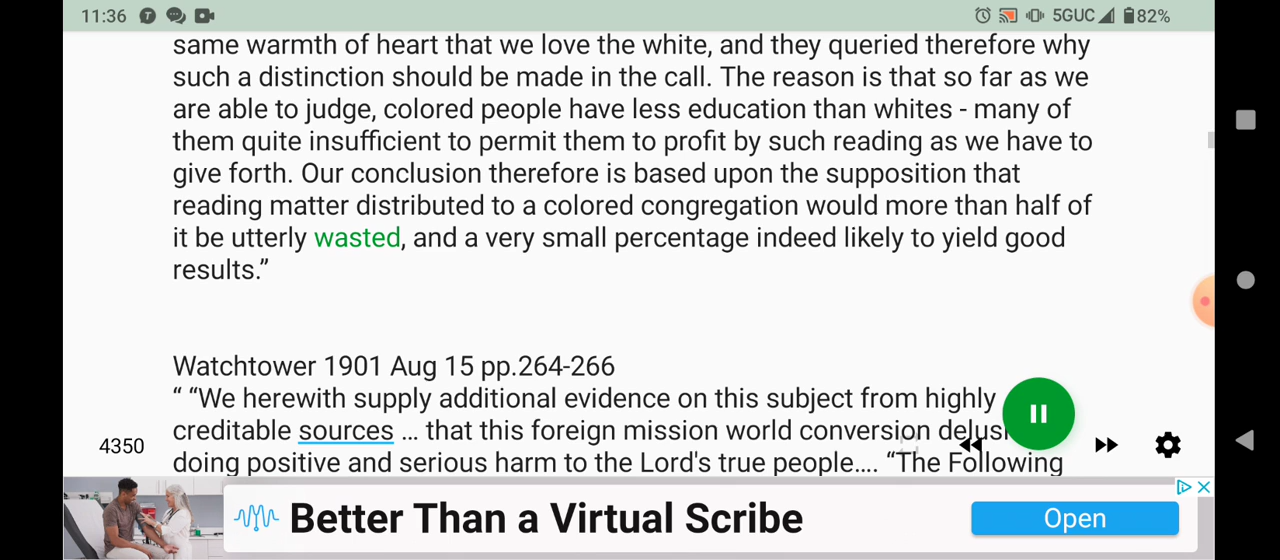 11:36
5GUC 82%
same warmth of heart that we love the white, and they queried therefore why
such a distinction should be made in the call. The reason is that so far as we
are able to judge, colored people have less education than whites - many of
them quite insufficient to permit them to profit by such reading as we have to
give forth. Our conclusion therefore is based upon the supposition that
reading matter distributed to a colored congregation would more than half of
it be utterly wasted, and a very small percentage indeed likely to yield good
results.”
Watchtower 1901 Aug 15 pp.264-266
“ “We herewith supply additional evidence on this subject from highly
creditable sources ... that this foreign mission world conversion
4350
doing positive and serious harm to the Lord's true people.... “The Following
Better Than a Virtual Scribe
Open